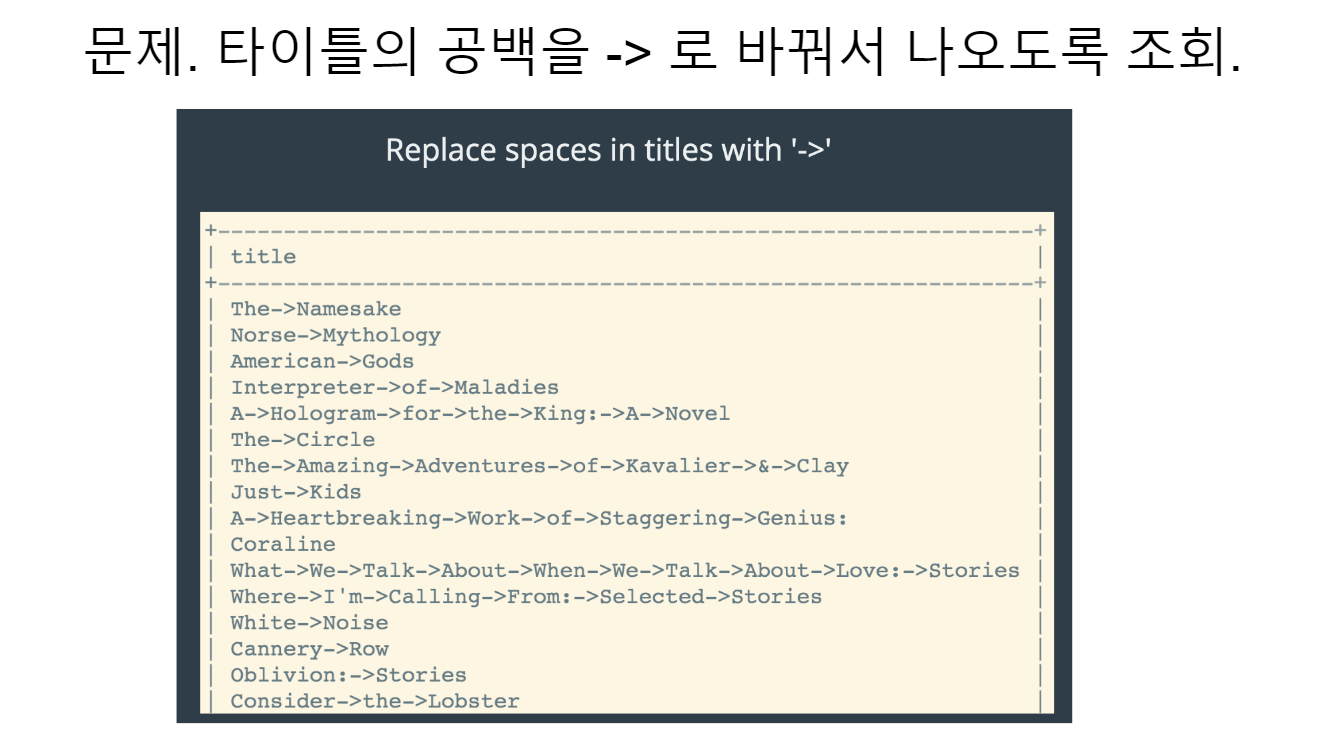 문제. 타이틀의 공백을 -> 로 바꿔서 나오도록 조회.
Replace spaces in titles with '->'
+--------------------------------------------------------------+
| title |
+--------------------------------------------------------------+
| The->Namesake |
| Norse->Mythology |
| American->Gods |
| Interpreter->of->Maladies |
| A->Hologram->for->the->King:->A->Novel |
| The->Circle |
| The->Amazing->Adventures->of->Kavalier->&->Clay |
| Just->Kids |
| A->Heartbreaking->Work->of->Staggering->Genius: |
| Coraline |
| What->We->Talk->About->When->We->Talk->About->Love:->Stories |
| Where->I'm->Calling->From:->Selected->Stories |
| White->Noise |
| Cannery->Row |
| Oblivion:->Stories |
| Consider->the->Lobster |